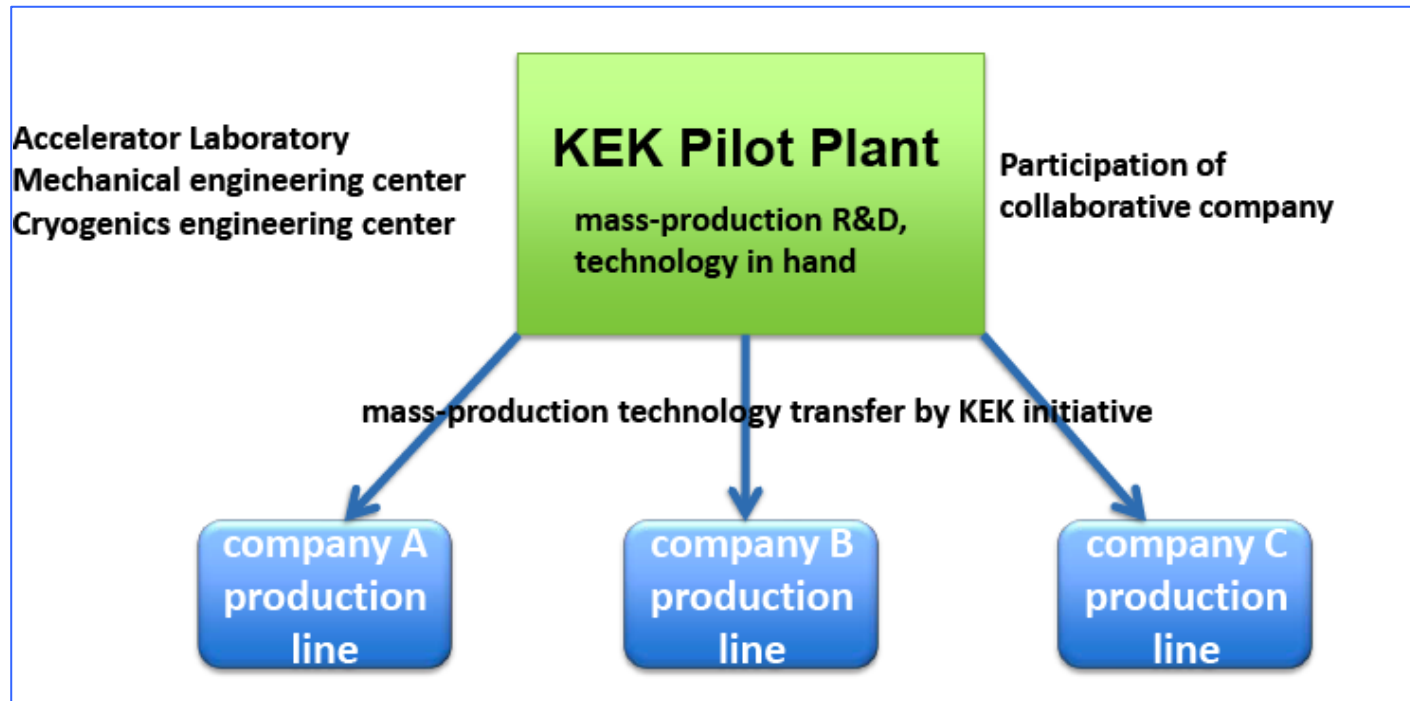 KEK Pilot Plant
mass-production R&D,
technology in hand
Accelerator Laboratory
Mechanical engineering center
Cryogenics engineering center
Participation of
collaborative company
mass-production technology transfer by KEK initiative
company A
production
line
company B
production
line
company C
production
line